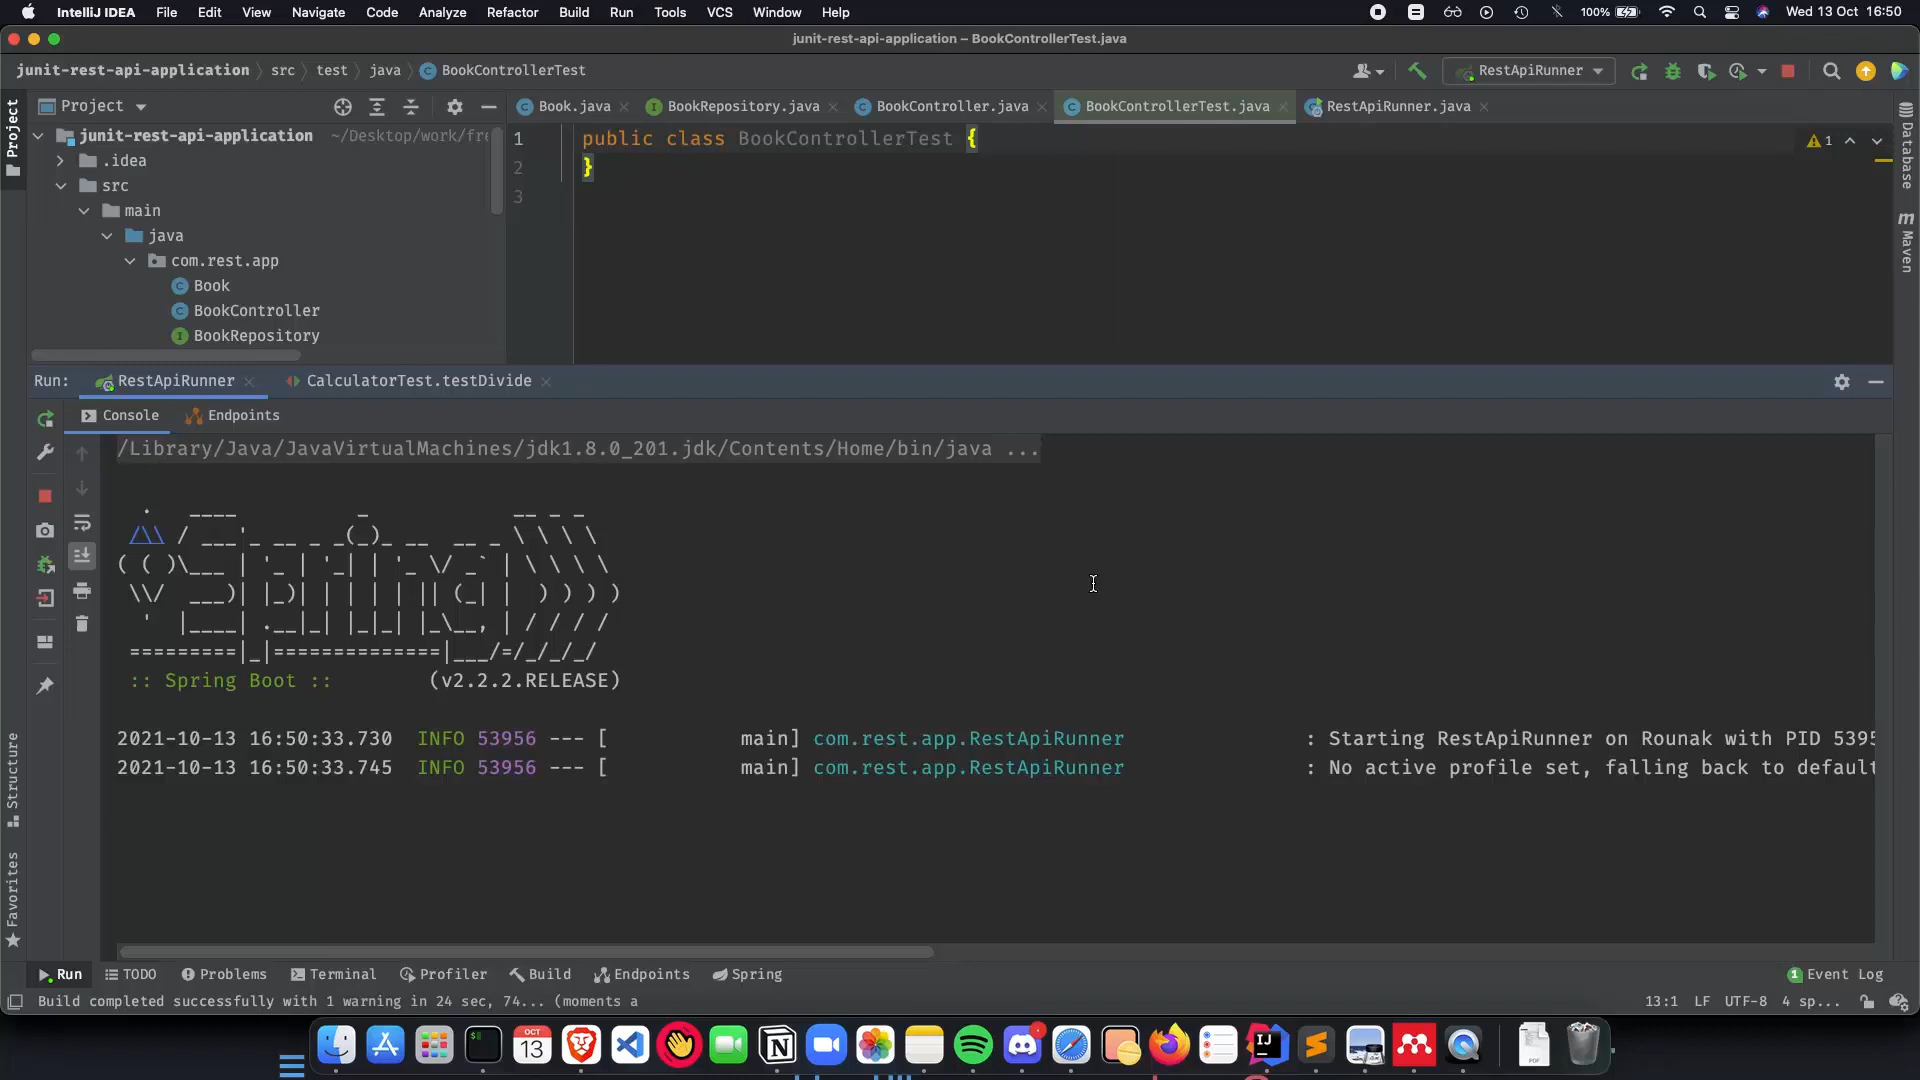 IntelliJ IDEA File Edit View Navigate Code Analyze Refactor Build Run Tools VCS Window Help 100% Wed 13 Oct 16:50
junit-rest-api-application – BookControllerTest.java
junit-rest-api-application src test java BookControllerTest RestApiRunner
Project Book.java BookRepository.java BookController.java BookControllerTest.java RestApiRunner.java
Project
Database
Maven
junit-rest-api-application ~/Desktop/work/fre
.idea
src
main
java
com.rest.app
Book
BookController
BookRepository
1 public class BookControllerTest {
2 }
3
1
Run: RestApiRunner CalculatorTest.testDivide
Console Endpoints
/Library/Java/JavaVirtualMachines/jdk1.8.0_201.jdk/Contents/Home/bin/java ...
:: Spring Boot :: (v2.2.2.RELEASE)
2021-10-13 16:50:33.730 INFO 53956 --- [ main] com.rest.app.RestApiRunner : Starting RestApiRunner on Rounak with PID 5395
2021-10-13 16:50:33.745 INFO 53956 --- [ main] com.rest.app.RestApiRunner : No active profile set, falling back to default
Structure
Favorites
Run TODO Problems Terminal Profiler Build Endpoints Spring 1 Event Log
Build completed successfully with 1 warning in 24 sec, 74... (moments a 13:1 LF UTF-8 4 sp...
OCT
13
IJ
PDF